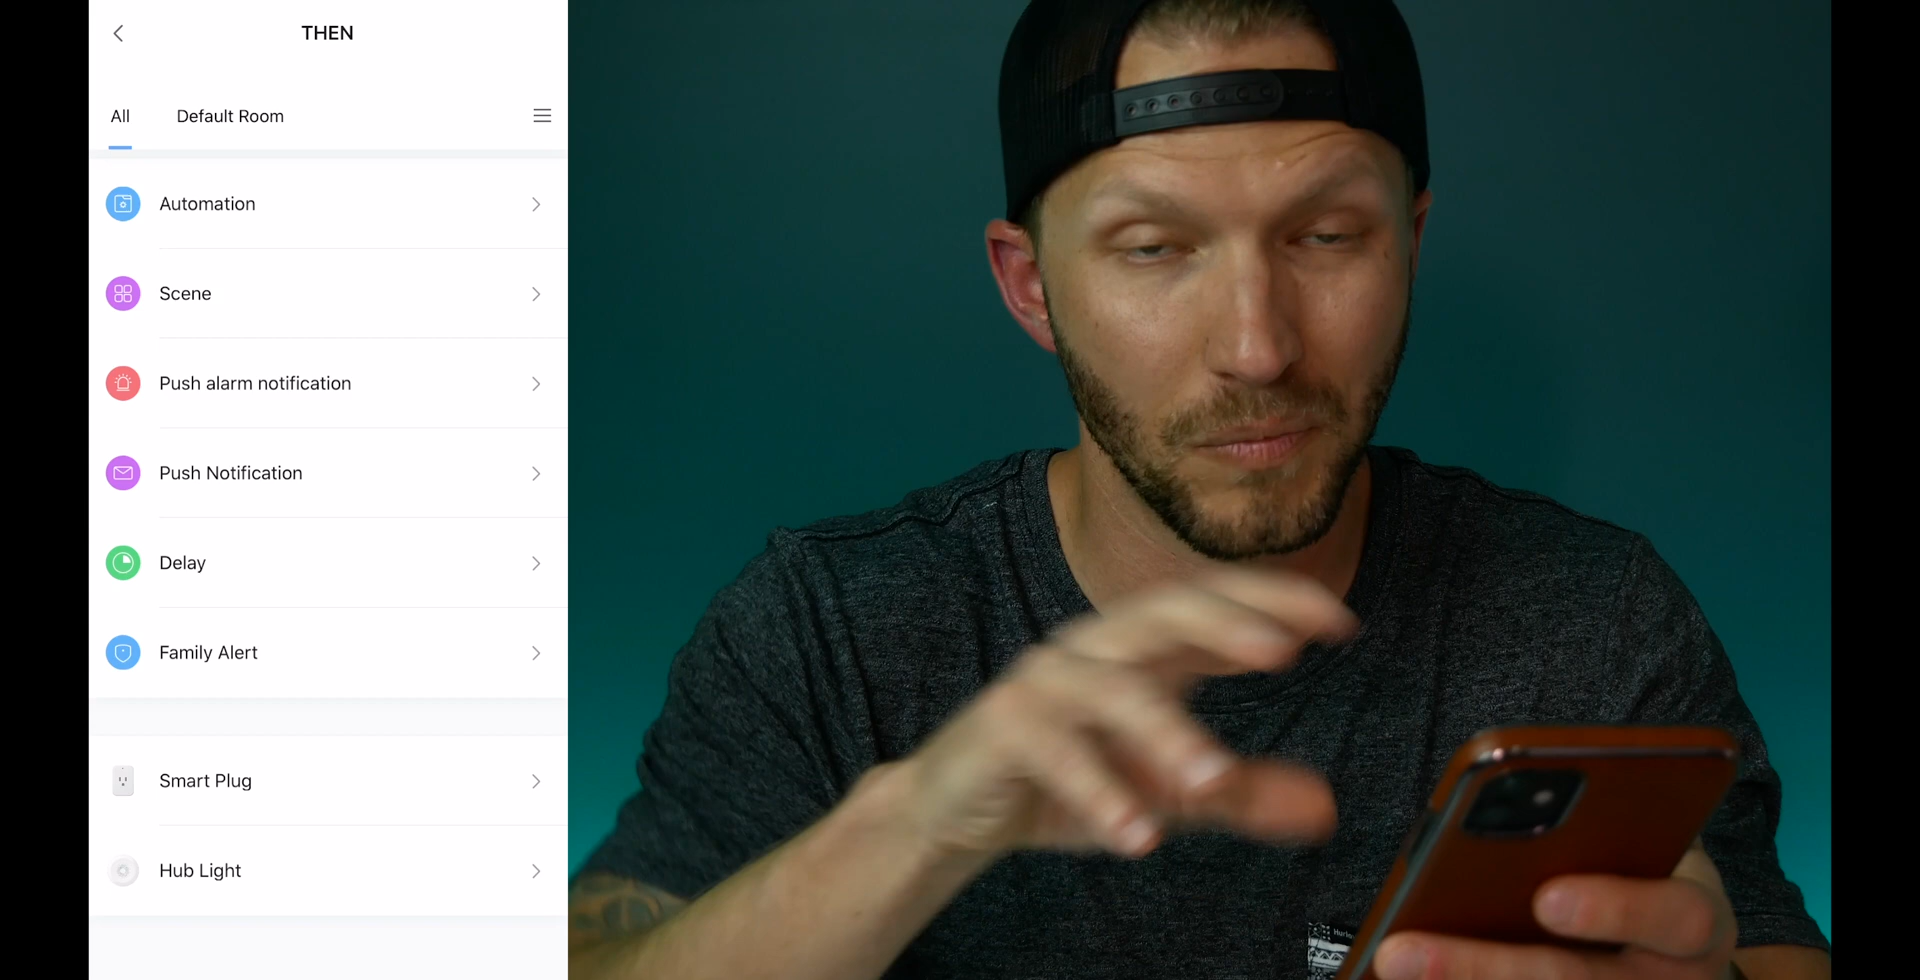 THEN
All
Default Room
Automation
Scene
Push alarm notification
Push Notification
Delay
Family Alert
Smart Plug
Hub Light